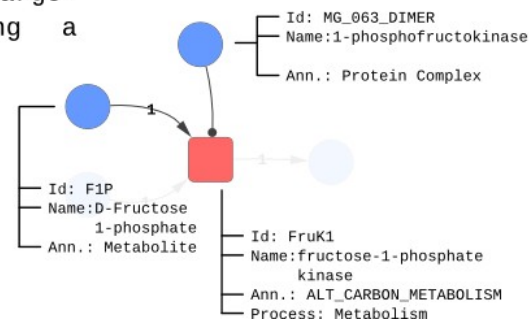 ng a
Id: MG_063_DIMER
Name:1-phosphofructokinase
Ann.: Protein Complex
1
1
Id: F1P
Name:D-Fructose
1-phosphate
Ann.: Metabolite
Id: FruK1
Name:fructose-1-phosphate
kinase
Ann.: ALT_CARBON_METABOLISM
Process: Metabolism